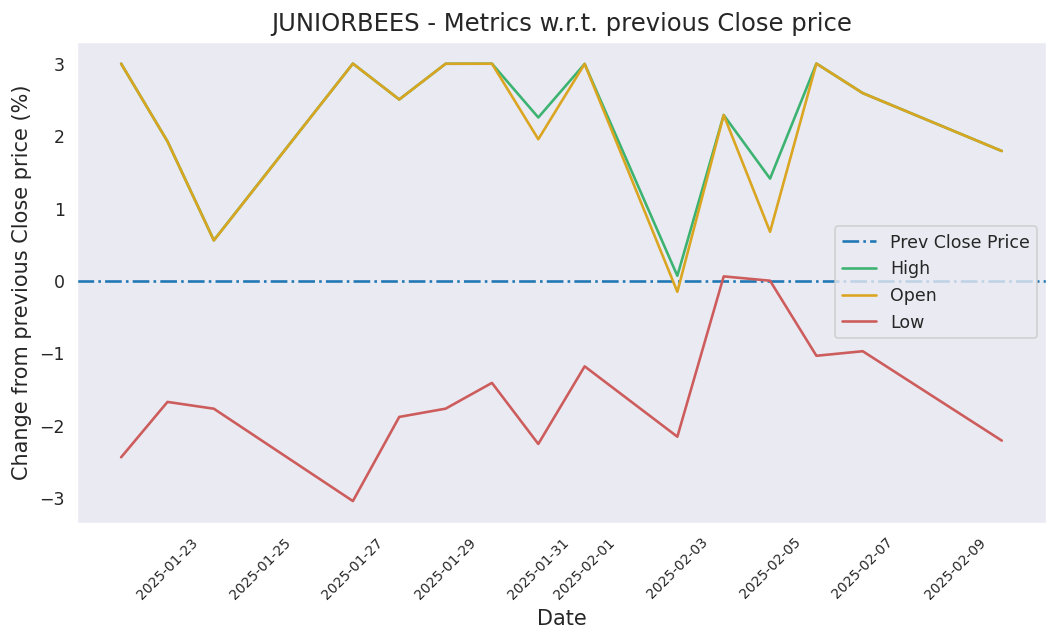 JUNIORBEES - Metrics w.r.t. previous Close price
Change from previous Close price (%)
3
2
1
0
−1
−2
−3
Prev Close Price
High
Open
Low
2025-01-23
2025-01-25
2025-01-27
2025-01-29
2025-01-31
2025-02-01
2025-02-03
2025-02-05
2025-02-07
2025-02-09
Date